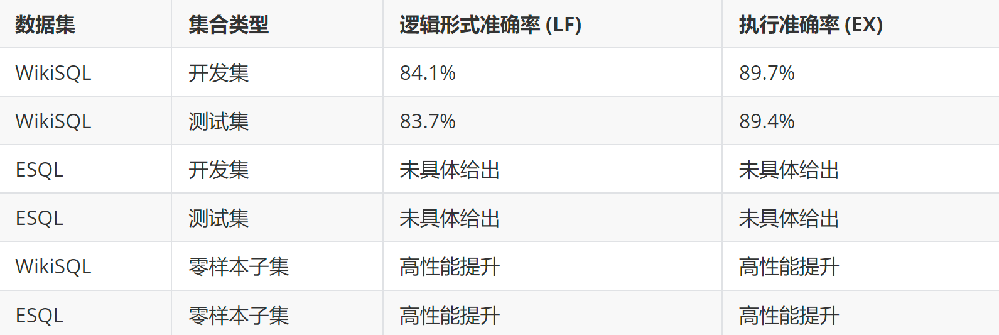 数据集 集合类型 逻辑形式准确率 (LF) 执行准确率 (EX)
WikiSQL 开发集 84.1% 89.7%
WikiSQL 测试集 83.7% 89.4%
ESQL 开发集 未具体给出 未具体给出
ESQL 测试集 未具体给出 未具体给出
WikiSQL 零样本子集 高性能提升 高性能提升
ESQL 零样本子集 高性能提升 高性能提升